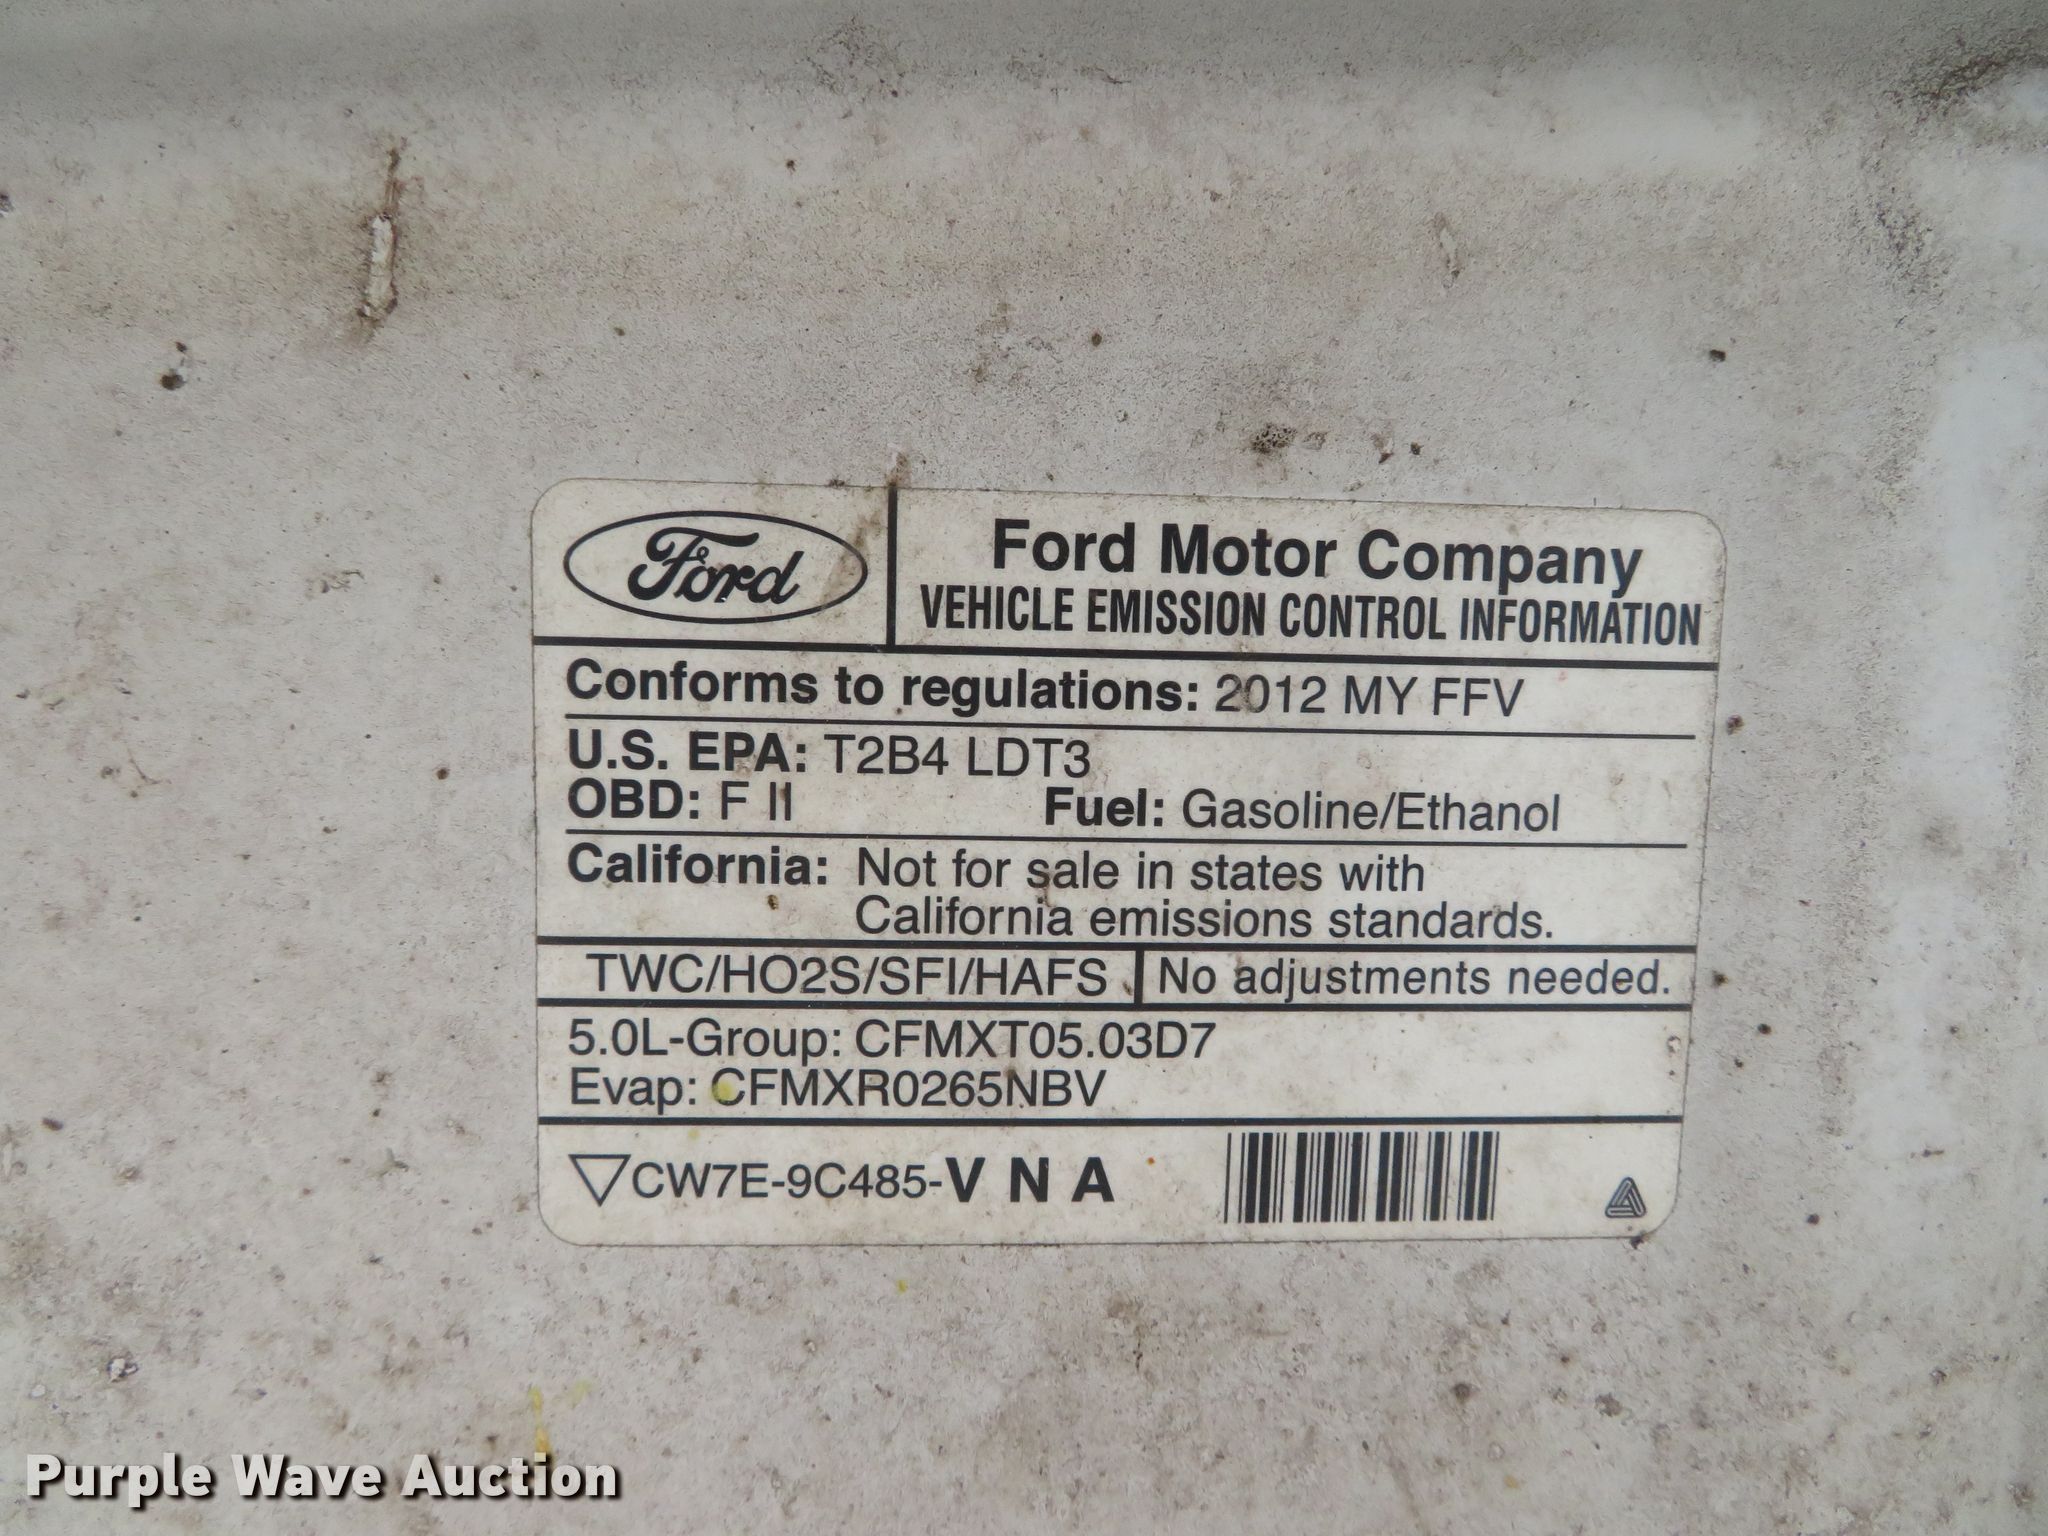 Ford
Ford Motor Company
VEHICLE EMISSION CONTROL INFORMATION
Conforms to regulations: 2012 MY FFV
U.S. EPA: T2B4 LDT3
OBD: F II Fuel: Gasoline/Ethanol
California: Not for sale in states with
California emissions standards.
TWC/HO2S/SFI/HAFS No adjustments needed.
5.0L-Group: CFMXT05.03D7
Evap: CFMXR0265NBV
CW7E-9C485-V N A
Purple Wave Auction